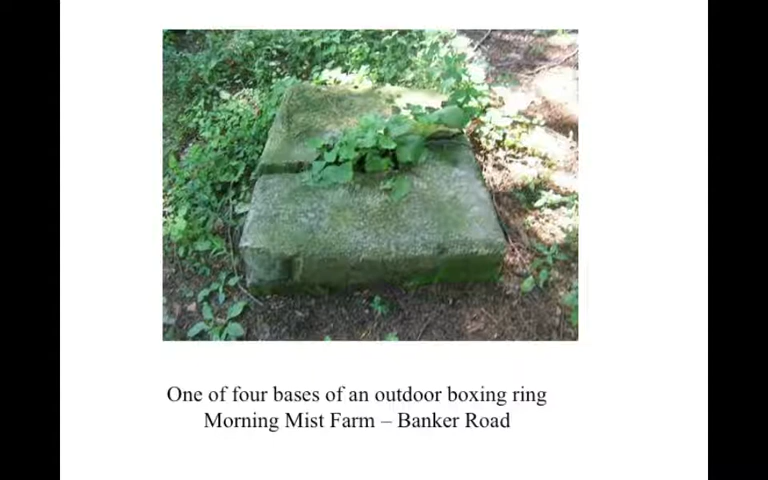 One of four bases of an outdoor boxing ring
Morning Mist Farm – Banker Road